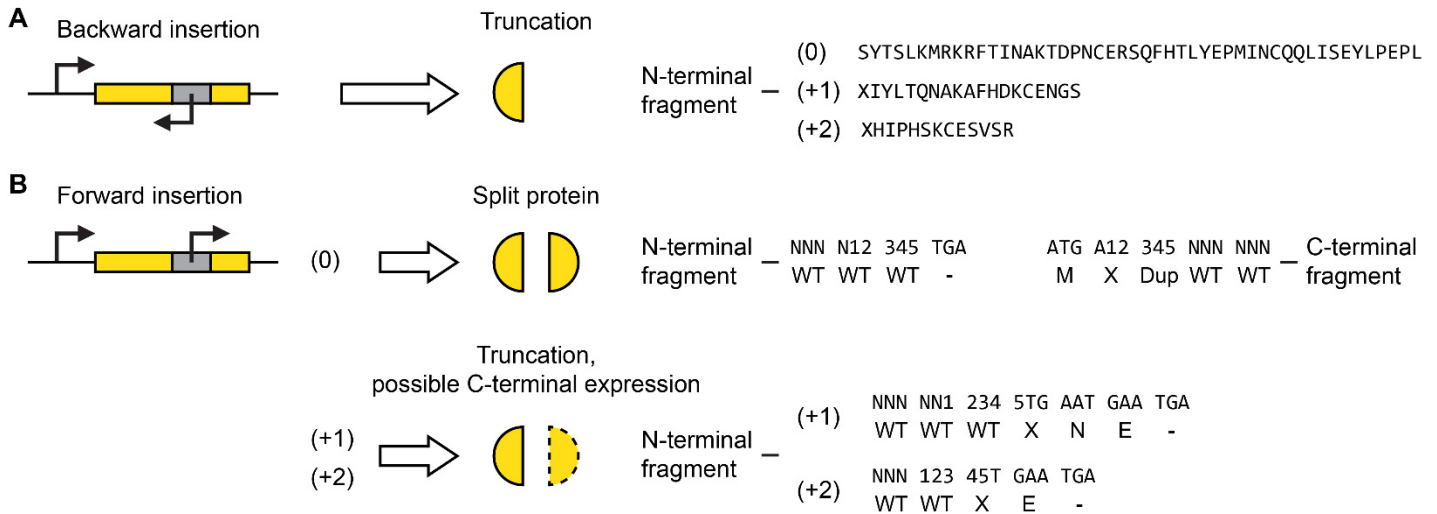 A
Backward insertion
Truncation
N-terminal
fragment
(0) SYTSLKMRKRFTINAKTDPNCERSQFHTLYEPMINCQQLISEYLPEPL
(+1) XIYLTQNAKAFHDKCENGS
(+2) XHIPHSKCESVSR
B
Forward insertion
(0)
Split protein
N-terminal
fragment
NNN N12 345 TGA
WT WT WT -
ATG A12 345 NNN NNN
M X Dup WT WT
C-terminal
fragment
Truncation,
possible C-terminal expression
(+1)
(+2)
N-terminal
fragment
(+1) NNN NN1 234 5TG AAT GAA TGA
WT WT WT X N E -
(+2) NNN 123 45T GAA TGA
WT WT X E -